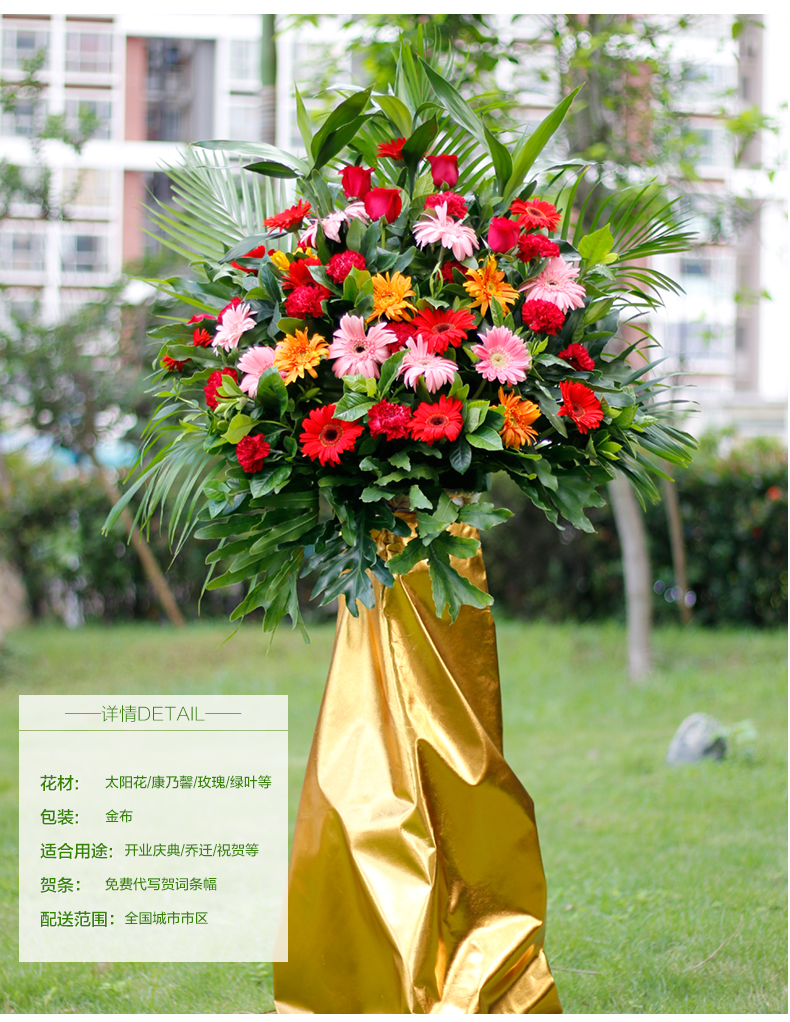 详情DETAIL
花材: 太阳花/康乃馨/玫瑰/绿叶等
包装: 金布
适合用途: 开业庆典/乔迁/祝贺等
贺条: 免费代写贺词条幅
配送范围: 全国城市市区